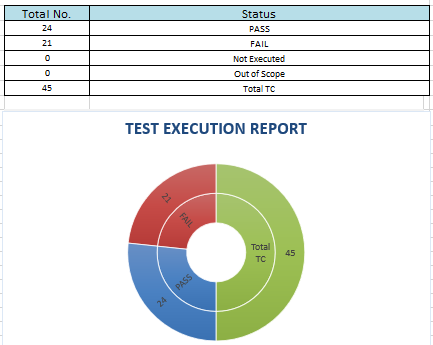 Total No. Status
24 PASS
21 FAIL
0 Not Executed
0 Out of Scope
45 Total TC
TEST EXECUTION REPORT
21
FAIL
Total
TC
45
PASS
24